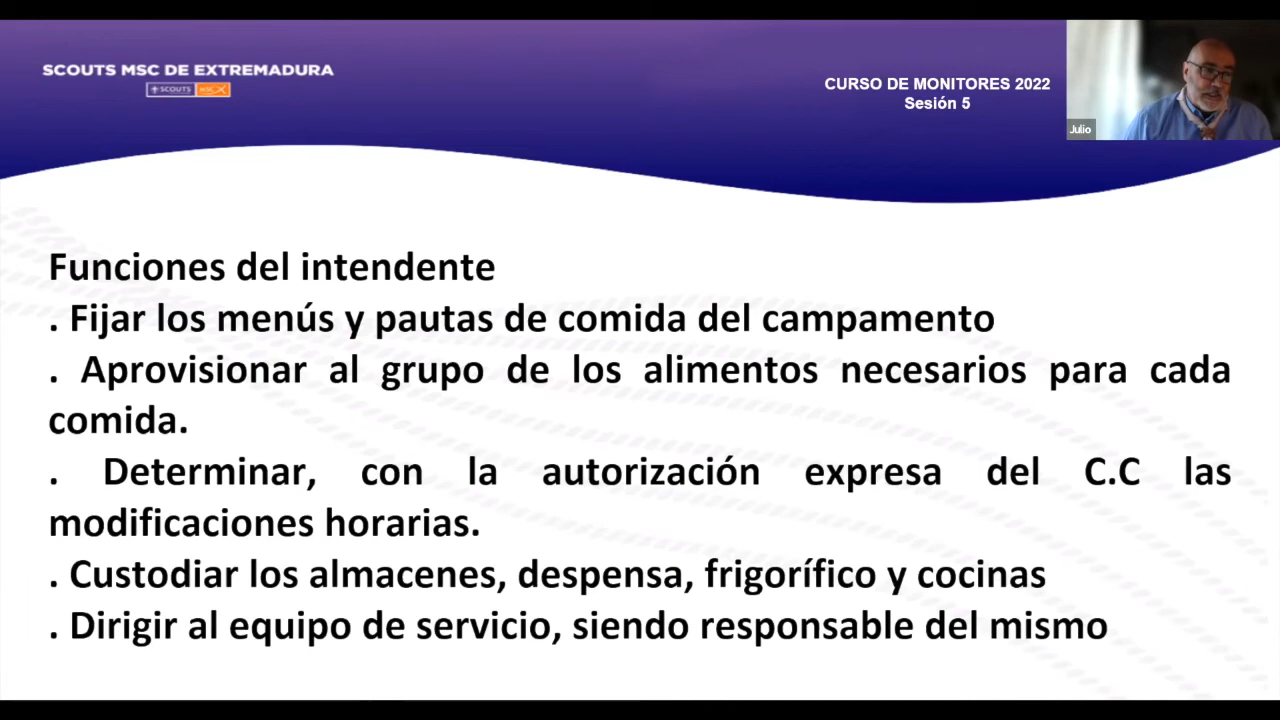 SCOUTS MSC DE EXTREMADURA
SCOUTS MSC
CURSO DE MONITORES 2022
Sesión 5
Julio
Funciones del intendente
. Fijar los menús y pautas de comida del campamento
. Aprovisionar al grupo de los alimentos necesarios para cada
comida.
. Determinar, con la autorización expresa del C.C las
modificaciones horarias.
. Custodiar los almacenes, despensa, frigorífico y cocinas
. Dirigir al equipo de servicio, siendo responsable del mismo